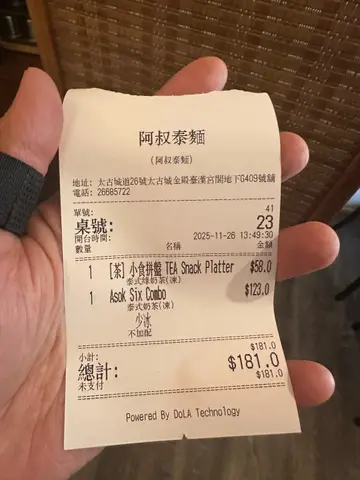 阿叔泰麵
(阿叔泰麵)
地址: 太古城道26號太古城金殿臺漢宮閣地下G409號舖
電話: 26685722
單號: 41
桌號: 23
開台時間: 2025-11-26 13:49:30
數量 名稱 金額
1 [茶] 小食拼盤 TEA Snack Platter $58.0
泰式綠奶茶(凍)
1 Asok Six Combo $123.0
泰式奶茶(凍)
少冰
不加配
小計: $181.0
總計: $181.0
未支付 $181.0
Powered By DoLA Technology